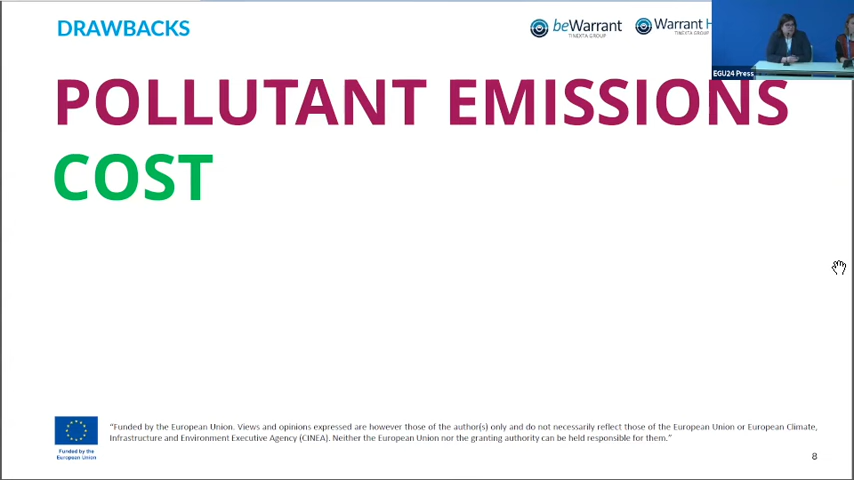 DRAWBACKS
beWarrant
TINEXTA GROUP
Warrant H
TINEXTA GROUP
EGU24 Press
POLLUTANT EMISSIONS
COST
Funded by the
European Union
"Funded by the European Union. Views and opinions expressed are however those of the author(s) only and do not necessarily reflect those of the European Union or European Climate,
Infrastructure and Environment Executive Agency (CINEA). Neither the European Union nor the granting authority can be held responsible for them."
8